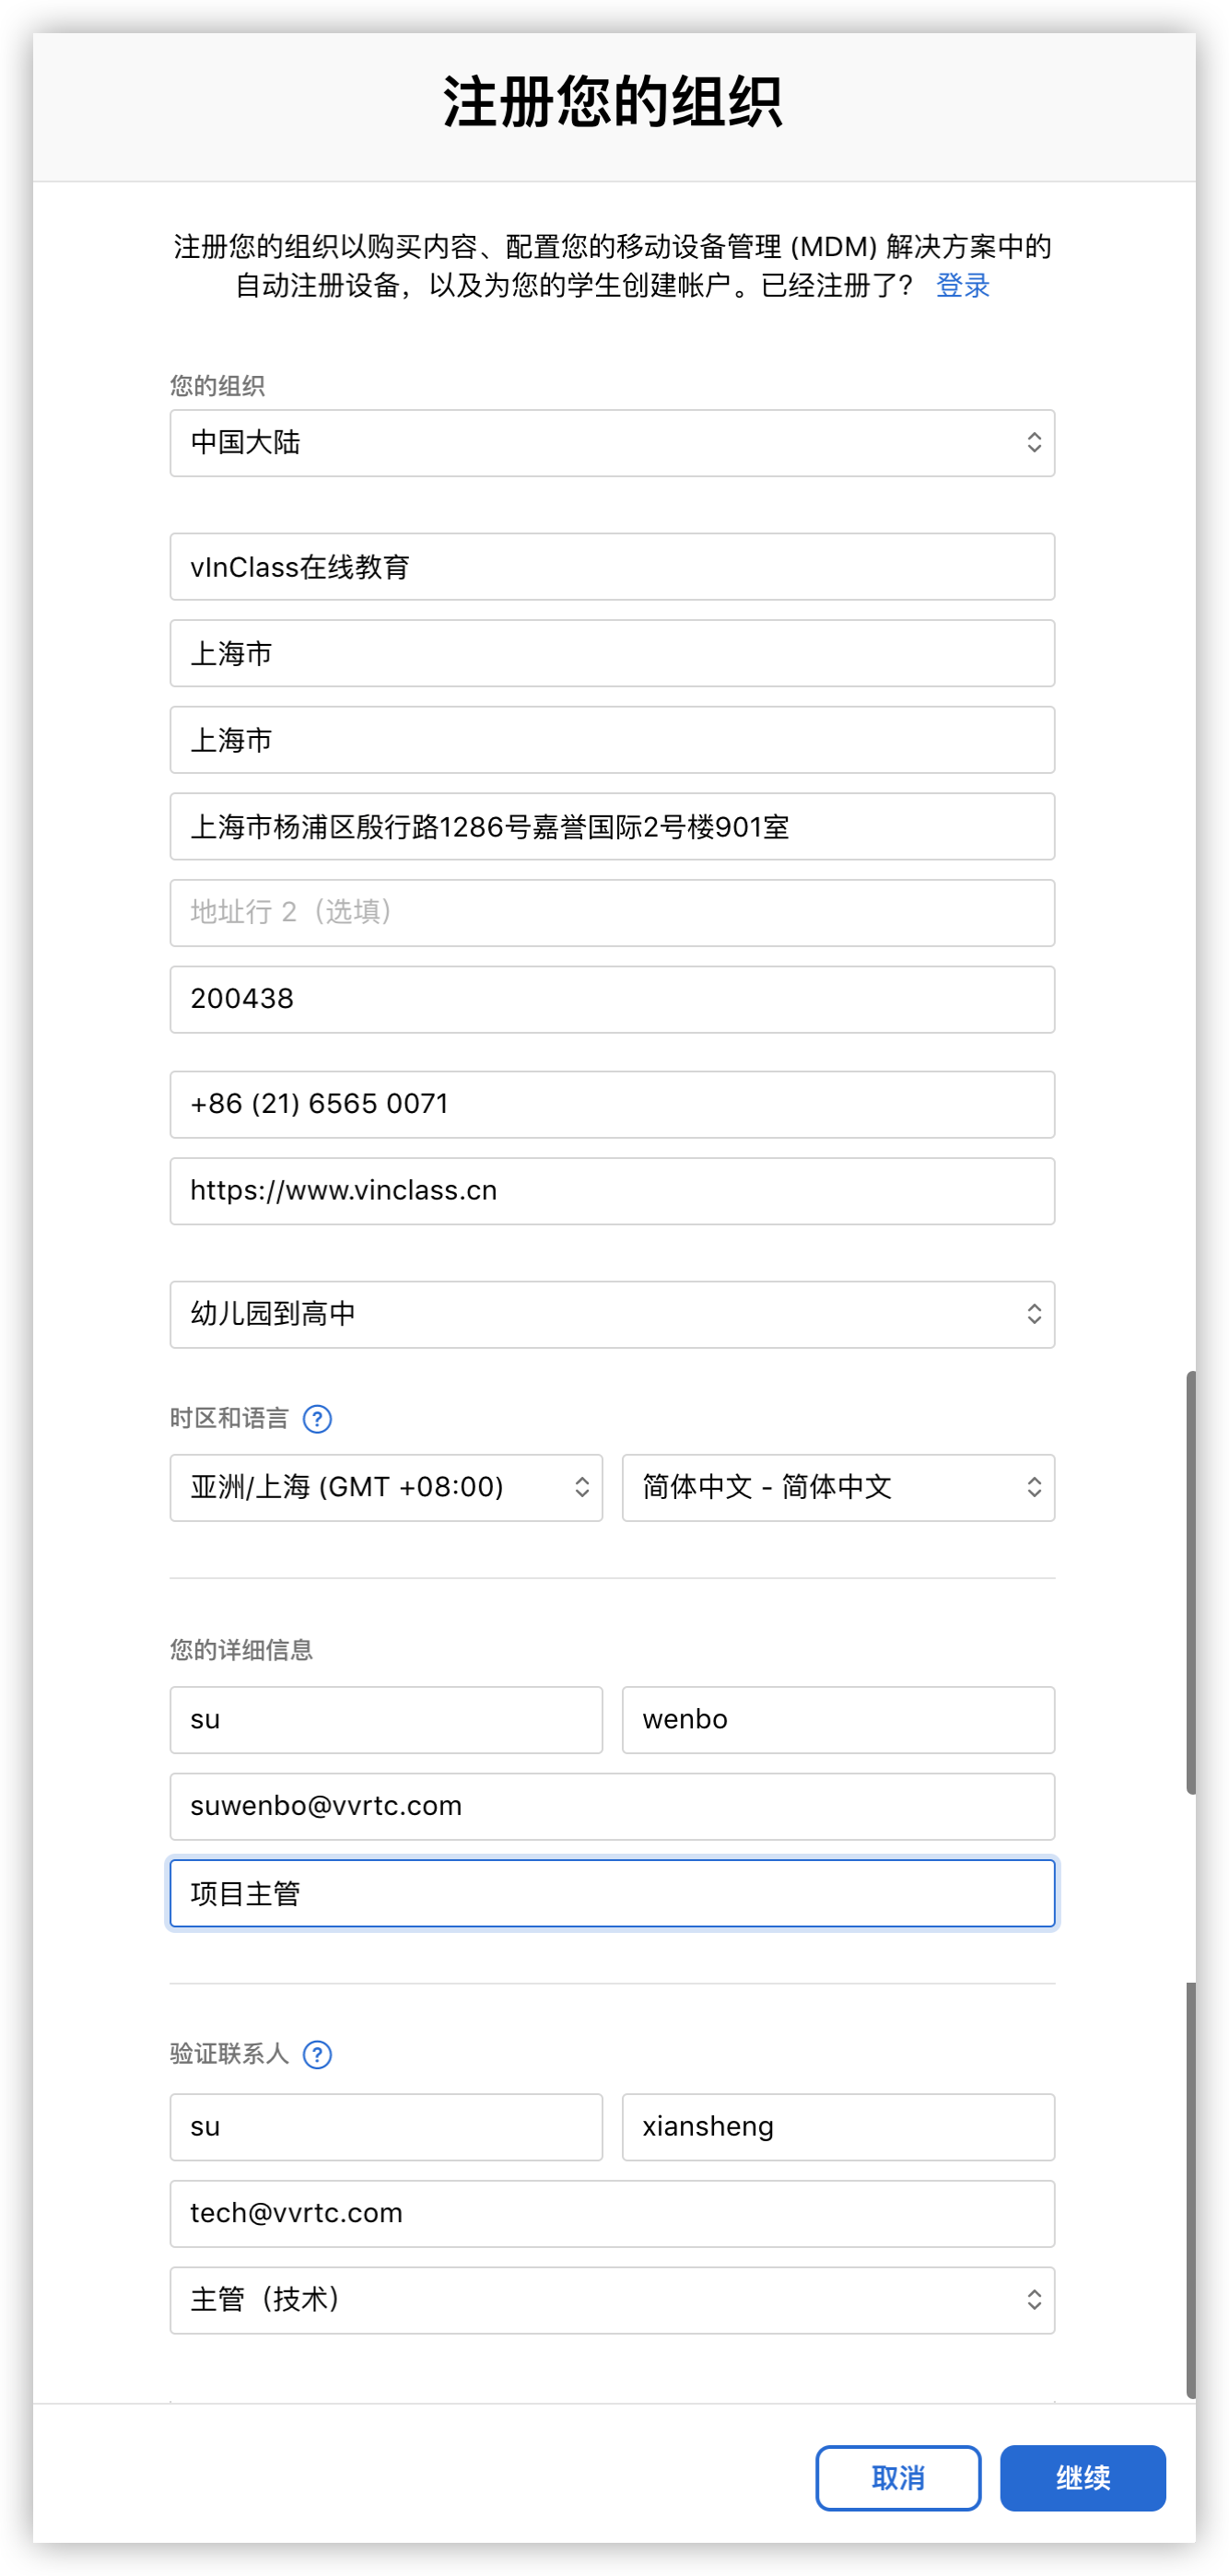 注册您的组织
注册您的组织以购买内容、配置您的移动设备管理 (MDM) 解决方案中的
自动注册设备，以及为您的学生创建帐户。已经注册了？ 登录
您的组织
中国大陆
vInClass在线教育
上海市
上海市
上海市杨浦区殷行路1286号嘉誉国际2号楼901室
地址行 2（选填）
200438
+86 (21) 6565 0071
https://www.vinclass.cn
幼儿园到高中
时区和语言 ?
亚洲/上海 (GMT +08:00) 简体中文 - 简体中文
您的详细信息
su wenbo
suwenbo@vvrtc.com
项目主管
验证联系人 ?
su xiansheng
tech@vvrtc.com
主管（技术）
取消 继续